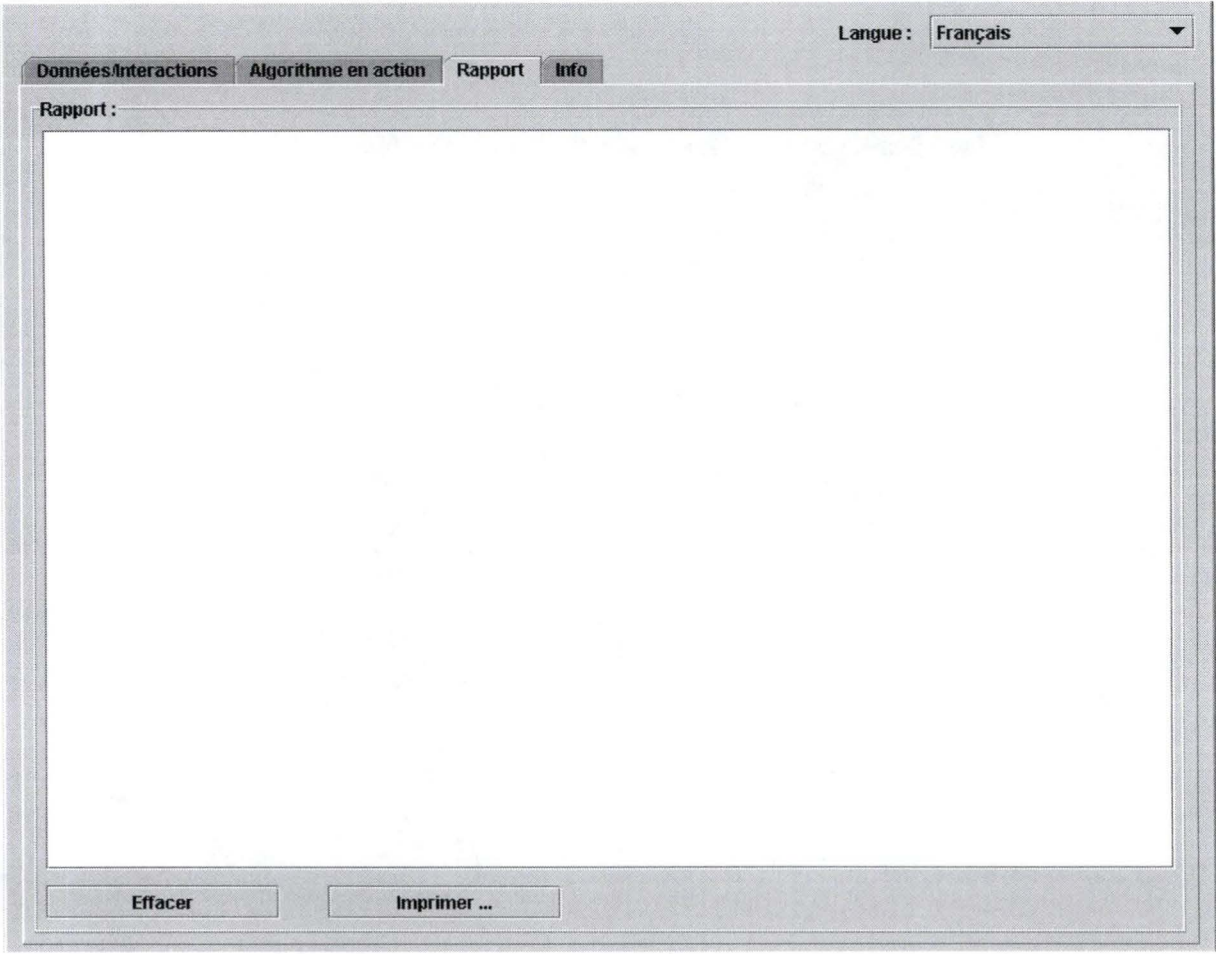 Langue : Français
Données/Interactions Algorithme en action Rapport Info
Rapport :
Effacer Imprimer ...